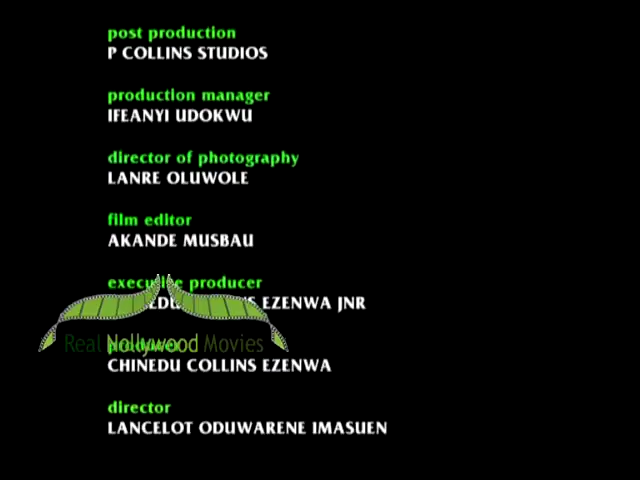 post production
P COLLINS STUDIOS
production manager
IFEANYI UDOKWU
director of photography
LANRE OLUWOLE
film editor
AKANDE MUSBAU
executive producer
EZENWA JNR
Real Nollywood Movies
CHINEDU COLLINS EZENWA
director
LANCELOT ODUWARENE IMASUEN